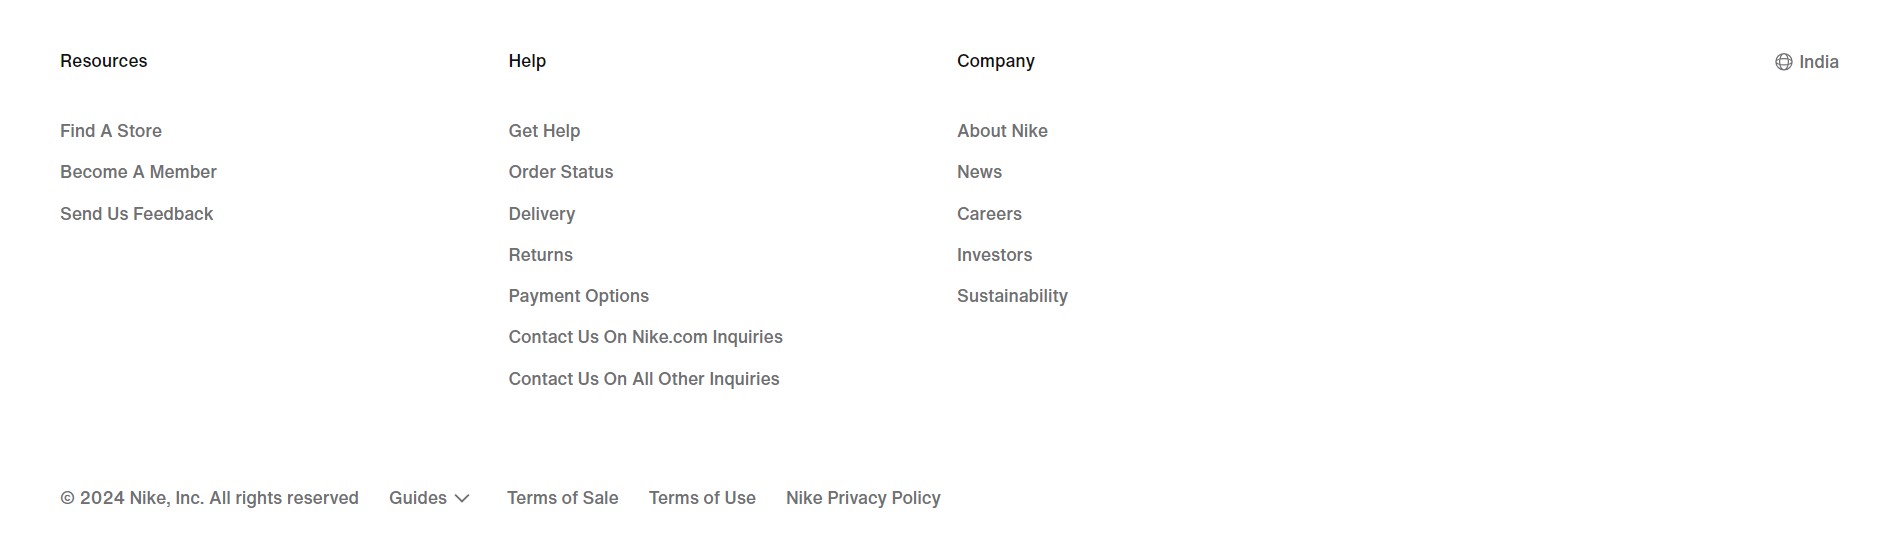 Resources
Find A Store
Become A Member
Send Us Feedback
Help
Get Help
Order Status
Delivery
Returns
Payment Options
Contact Us On Nike.com Inquiries
Contact Us On All Other Inquiries
Company
About Nike
News
Careers
Investors
Sustainability
India
© 2024 Nike, Inc. All rights reserved Guides Terms of Sale Terms of Use Nike Privacy Policy